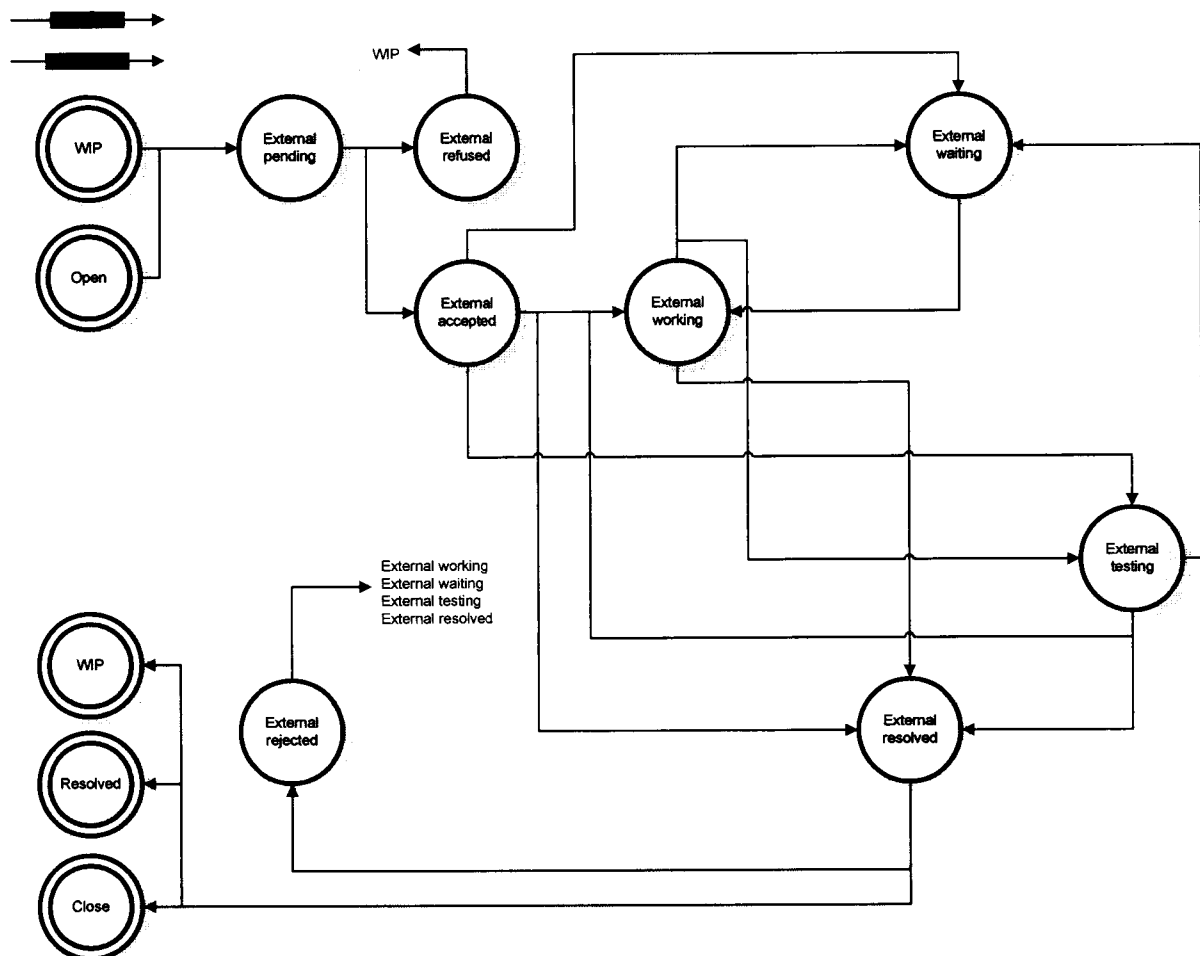 WIP
WIP
External
pending
External
refused
External
waiting
Open
External
accepted
External
working
External
testing
External working
External waiting
External testing
External resolved
WIP
External
rejected
External
resolved
Resolved
Close